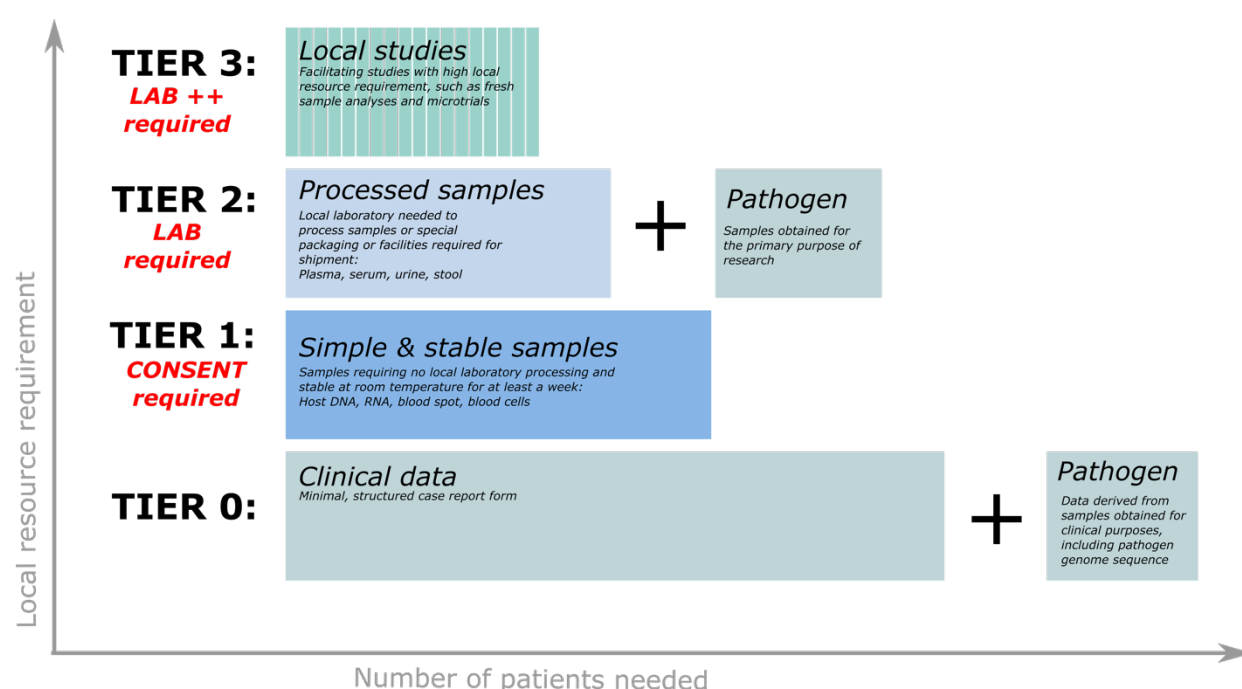 TIER 3:
LAB ++
required
Local studies
Facilitating studies with high local
resource requirement, such as fresh
sample analyses and microtrials
TIER 2:
LAB
required
Processed samples
Local laboratory needed to
process samples or special
packaging or facilities required for
shipment:
Plasma, serum, urine, stool
+
Pathogen
Samples obtained for
the primary purpose of
research
TIER 1:
CONSENT
required
Simple & stable samples
Samples requiring no local laboratory processing and
stable at room temperature for at least a week:
Host DNA, RNA, blood spot, blood cells
TIER 0:
Clinical data
Minimal, structured case report form
+
Pathogen
Data derived from
samples obtained for
clinical purposes,
including pathogen
genome sequence
Local resource requirement
Number of patients needed